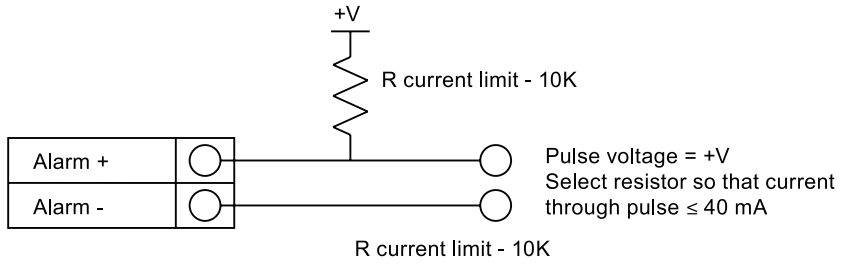 +V
R current limit - 10K
Alarm +
Alarm -
Pulse voltage = +V
Select resistor so that current
through pulse ≤ 40 mA
R current limit - 10K